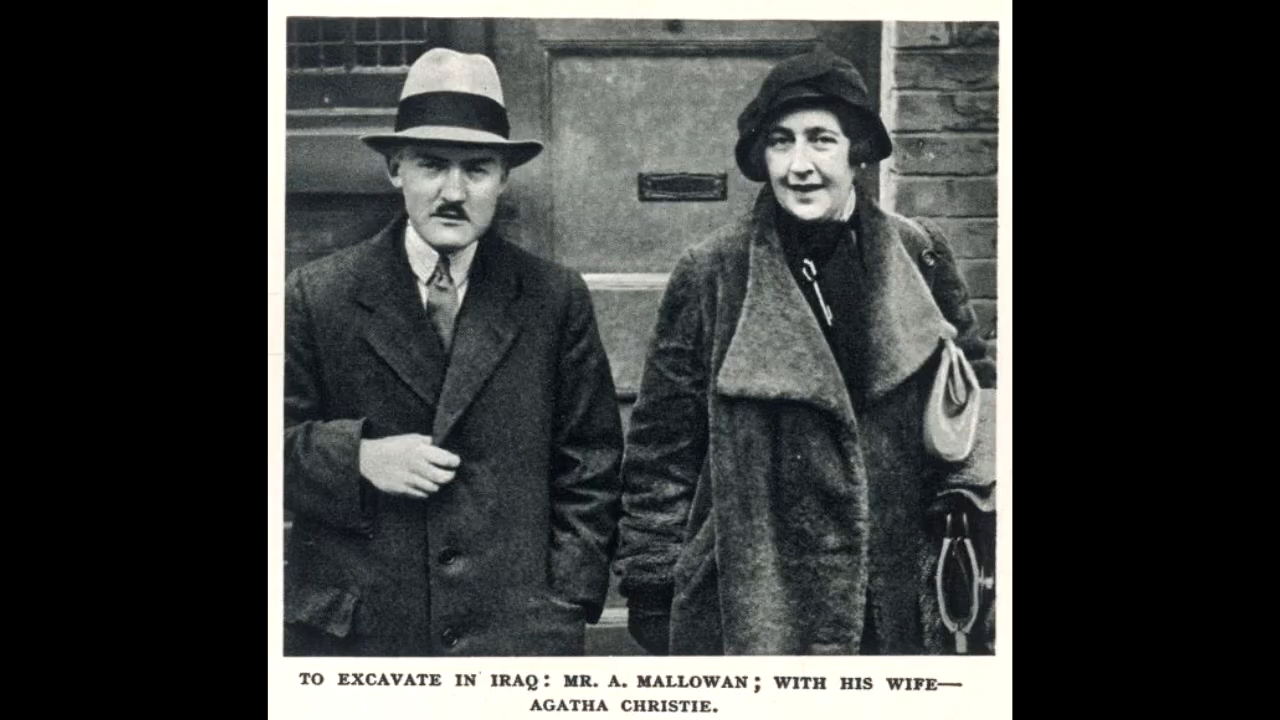 TO EXCAVATE IN IRAQ: MR. A. MALLOWAN; WITH HIS WIFE—
AGATHA CHRISTIE.